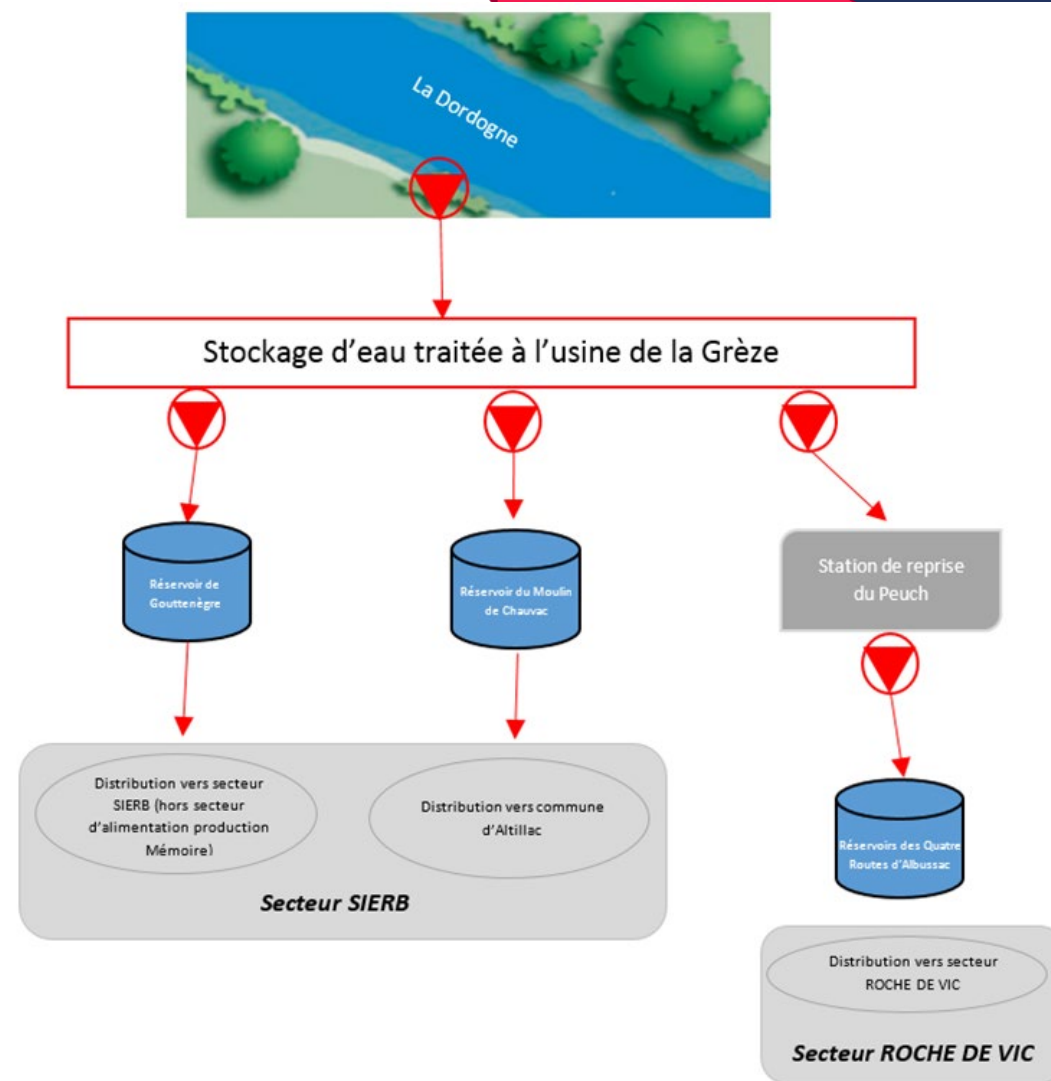 La Dordogne
Stockage d'eau traitée à l'usine de la Grèze
Réservoir de
Gouttenègre
Réservoir du Moulin
de Chauvac
Station de reprise
du Peuch
Distribution vers secteur
SIERB (hors secteur
d'alimentation production
Mémoire)
Distribution vers commune
d'Altillac
Secteur SIERB
Réservoirs des Quatre
Routes d'Albussac
Distribution vers secteur
ROCHE DE VIC
Secteur ROCHE DE VIC